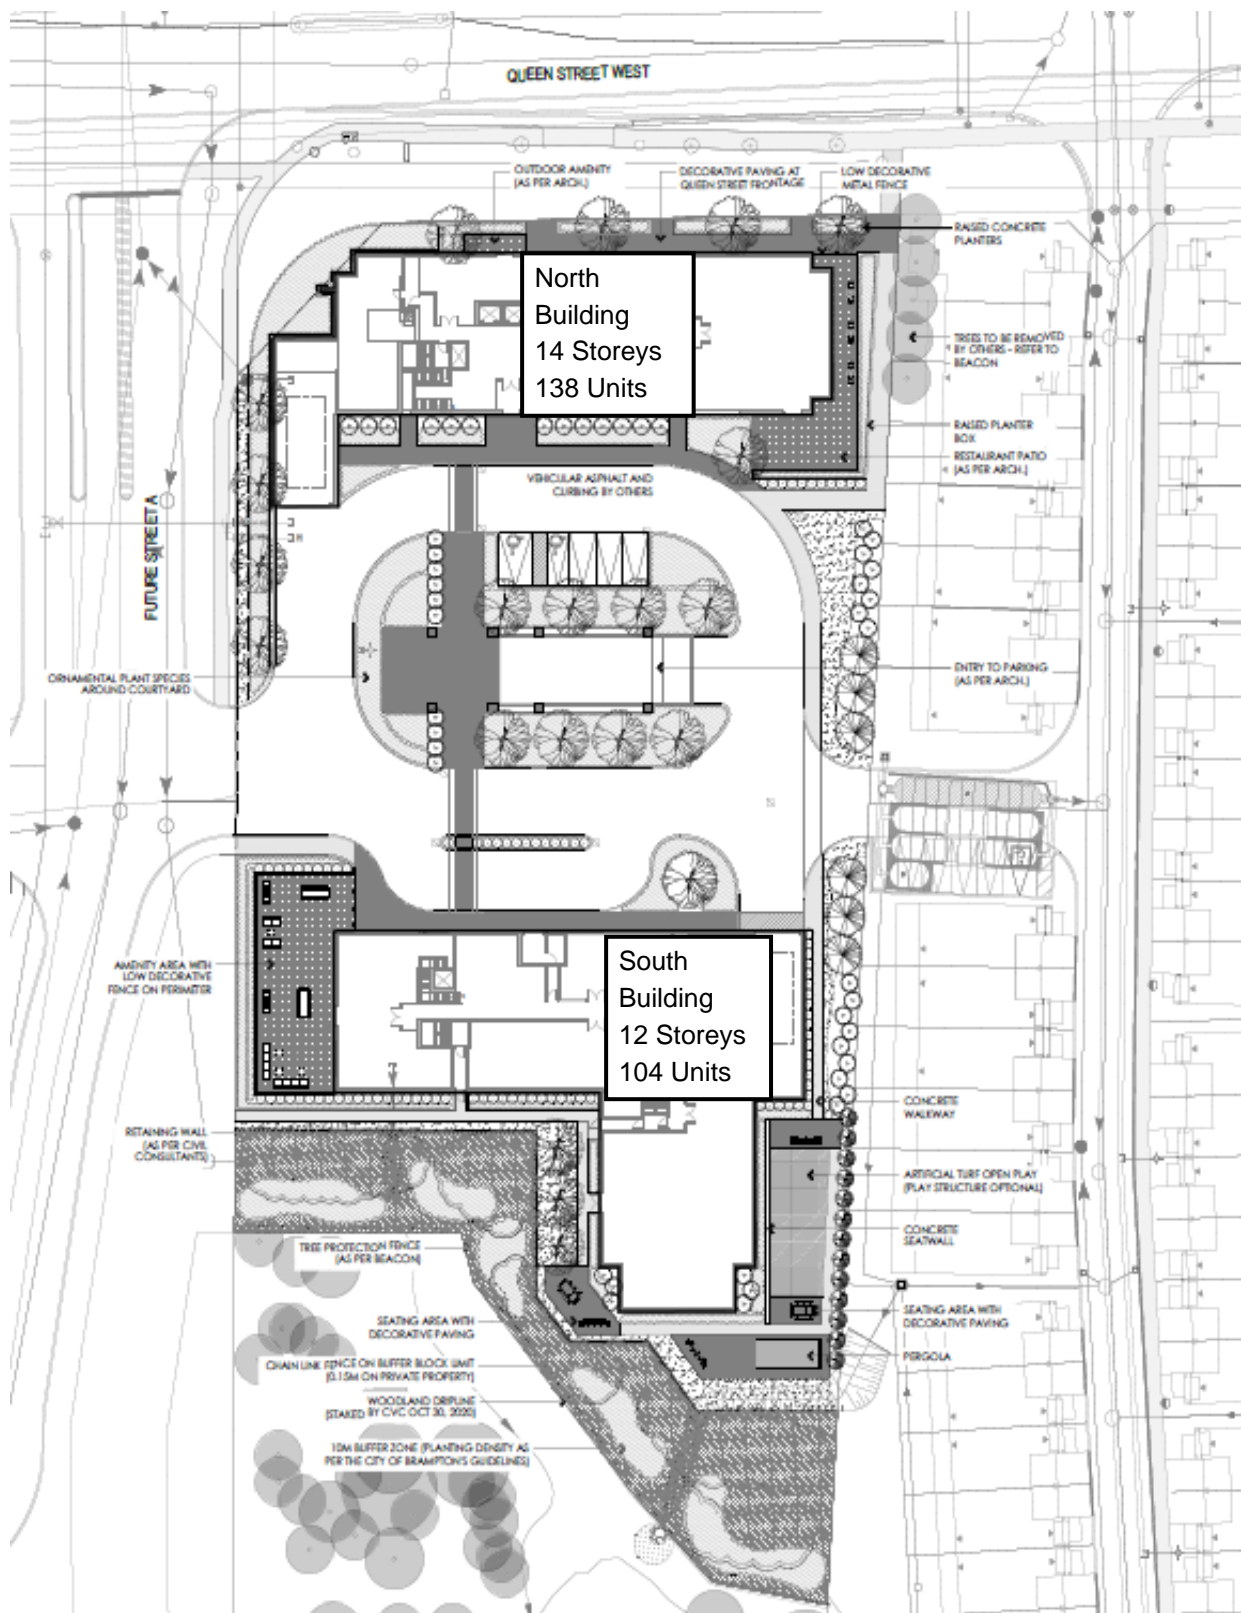 QUEEN STREET WEST
OUTDOOR AMENITY
(AS PER ARCH.)
DECORATIVE PAVING AT
QUEEN STREET FRONTAGE
LOW DECORATIVE
METAL FENCE
RAISED CONCRETE
PLANTERS
North
Building
14 Storeys
138 Units
TREES TO BE REMOVED
BY OTHERS - REFER TO
BEACON
RAISED PLANTER
BOX
RESTAURANT PATIO
(AS PER ARCH.)
VEHICULAR ASPHALT AND
CURBING BY OTHERS
FUTURE STREET A
ORNAMENTAL PLANT SPECIES
AROUND COURTYARD
ENTRY TO PARKING
(AS PER ARCH.)
AMENITY AREA WITH
LOW DECORATIVE
FENCE ON PERIMETER
South
Building
12 Storeys
104 Units
CONCRETE
WALKWAY
RETAINING WALL
(AS PER CIVIL
CONSULTANTS)
ARTIFICIAL TURF OPEN PLAY
(PLAY STRUCTURE OPTIONAL)
CONCRETE
SEATWALL
TREE PROTECTION FENCE
(AS PER BEACON)
SEATING AREA WITH
DECORATIVE PAVING
SEATING AREA WITH
DECORATIVE PAVING
PERGOLA
CHAIN LINK FENCE ON BUFFER BLOCK LIMIT
(0.15M ON PRIVATE PROPERTY)
WOODLAND DRIPLINE
(STAKED BY CVC OCT 30, 2020)
10M BUFFER ZONE (PLANTING DENSITY AS
PER THE CITY OF BRAMPTON'S GUIDELINES)